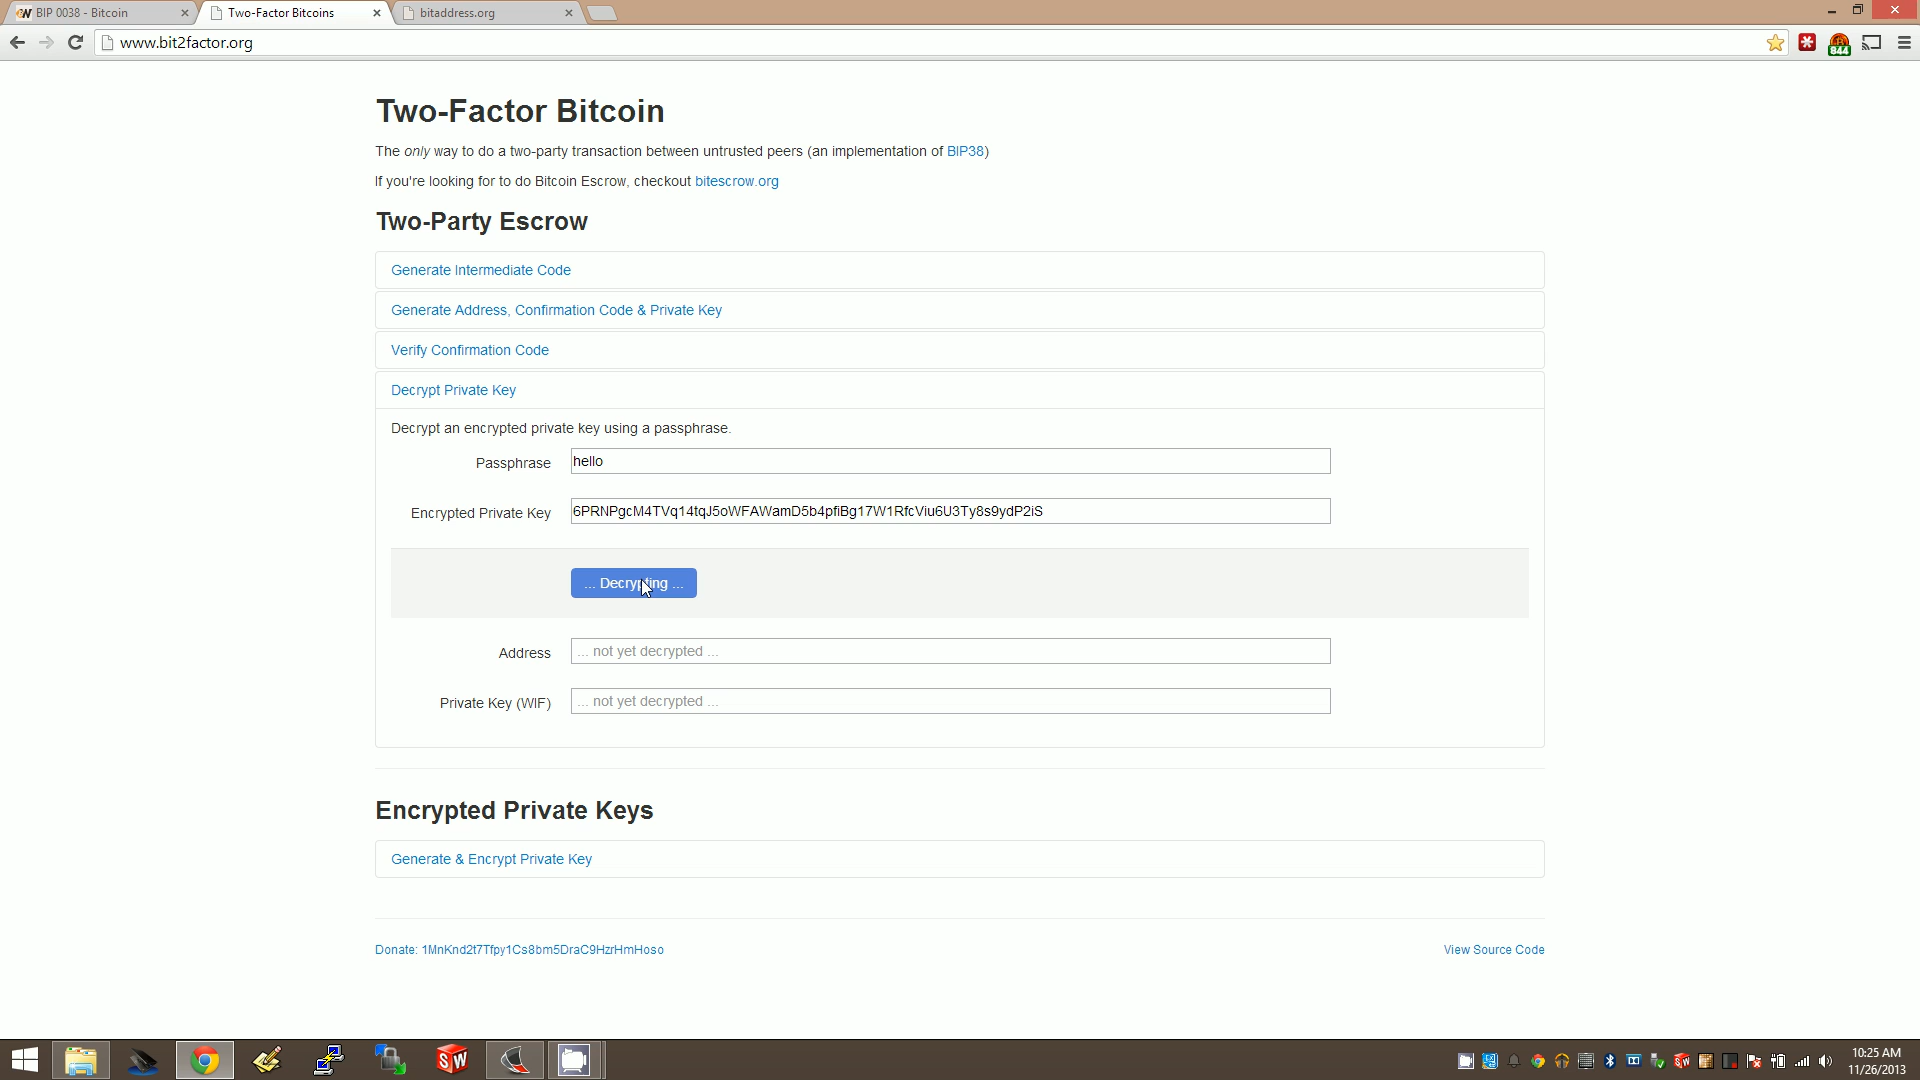 BIP 0038 - Bitcoin
Two-Factor Bitcoins
bitaddress.org
www.bit2factor.org
844
Two-Factor Bitcoin
The only way to do a two-party transaction between untrusted peers (an implementation of BIP38)
If you're looking for to do Bitcoin Escrow, checkout bitescrow.org
Two-Party Escrow
Generate Intermediate Code
Generate Address, Confirmation Code & Private Key
Verify Confirmation Code
Decrypt Private Key
Decrypt an encrypted private key using a passphrase.
Passphrase hello
Encrypted Private Key 6PRNPgcM4TVq14tqJ5oWFAWamD5b4pfiBg17W1RfcViu6U3Ty8s9ydP2iS
... Decrypting ...
Address ... not yet decrypted ...
Private Key (WIF) ... not yet decrypted ...
Encrypted Private Keys
Generate & Encrypt Private Key
Donate: 1MnKnd2t7Tfpy1Cs8bm5DraC9HzrHmHoso
View Source Code
SW
10:25 AM
11/26/2013